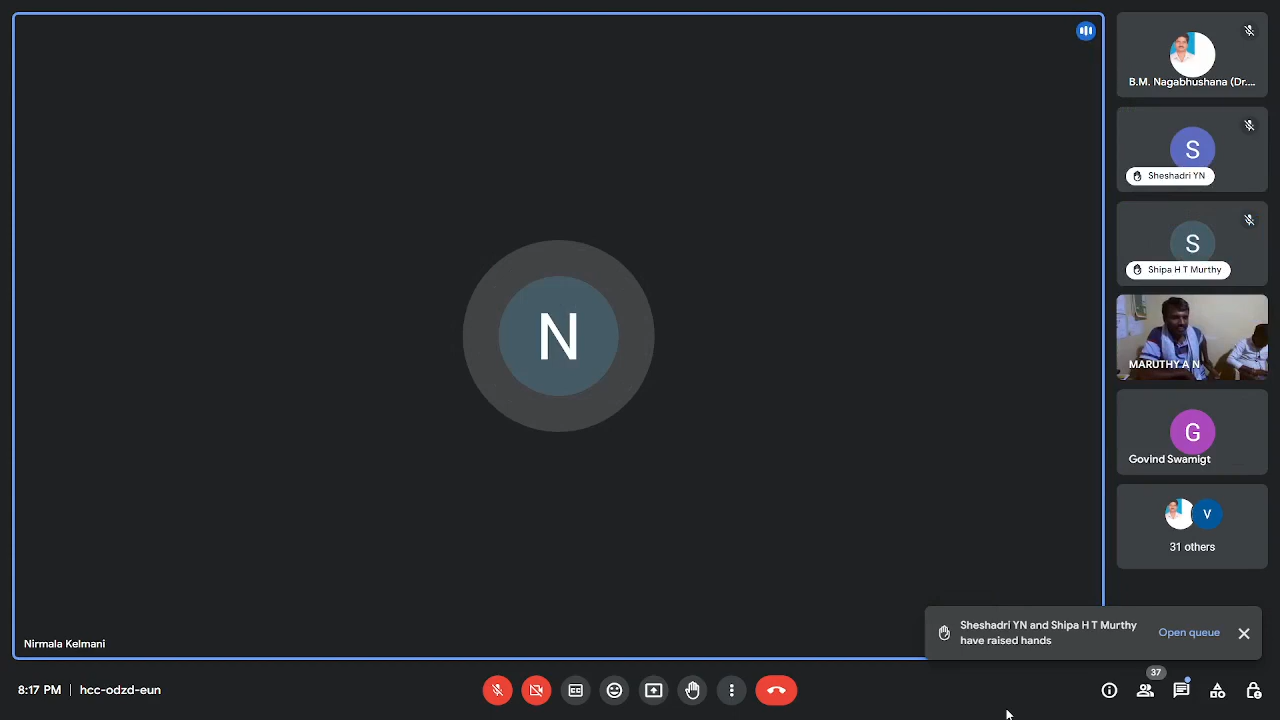 B.M. Nagabhushana (Dr....
S
Sheshadri YN
S
Shipa H T Murthy
N
MARUTHY.A N
G
Govind Swamigt
V
31 others
Sheshadri YN and Shipa H T Murthy
have raised hands
Open queue
Nirmala Kelmani
8:17 PM | hcc-odzd-eun
37